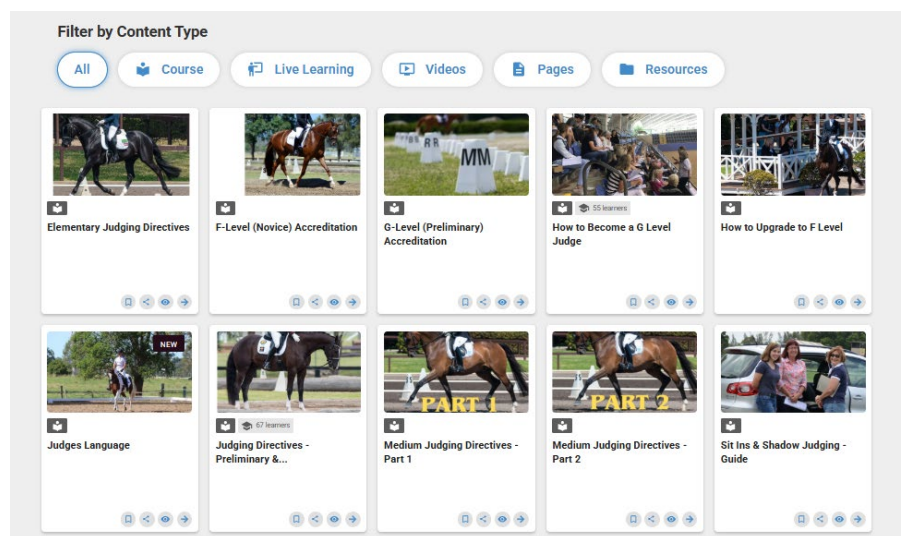 Filter by Content Type
All
Course
Live Learning
Videos
Pages
Resources
RR
MM
55 learners
Elementary Judging Directives
F-Level (Novice) Accreditation
G-Level (Preliminary)
Accreditation
How to Become a G Level
Judge
How to Upgrade to F Level
NEW
PART 1
PART 2
67 learners
Judges Language
Judging Directives -
Preliminary &...
Medium Judging Directives -
Part 1
Medium Judging Directives -
Part 2
Sit Ins & Shadow Judging -
Guide